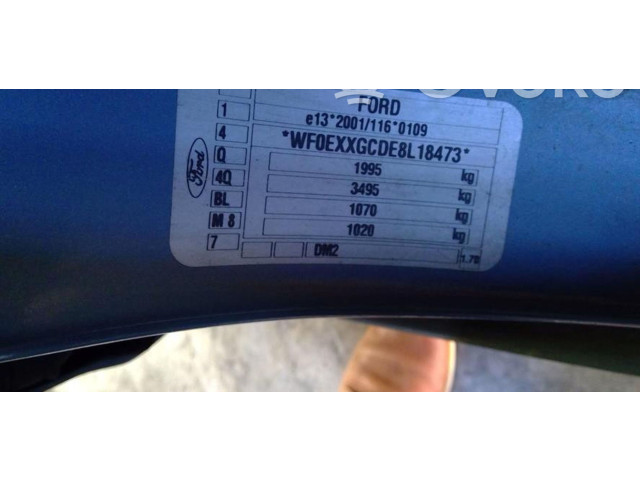 FORD
1
e13*2001/116*0109
4
*WF0EXXGCDE8L18473*
Q
1995 kg
4Q
3495 kg
BL
1070 kg
M 8
1020 kg
7
DM2
Ford